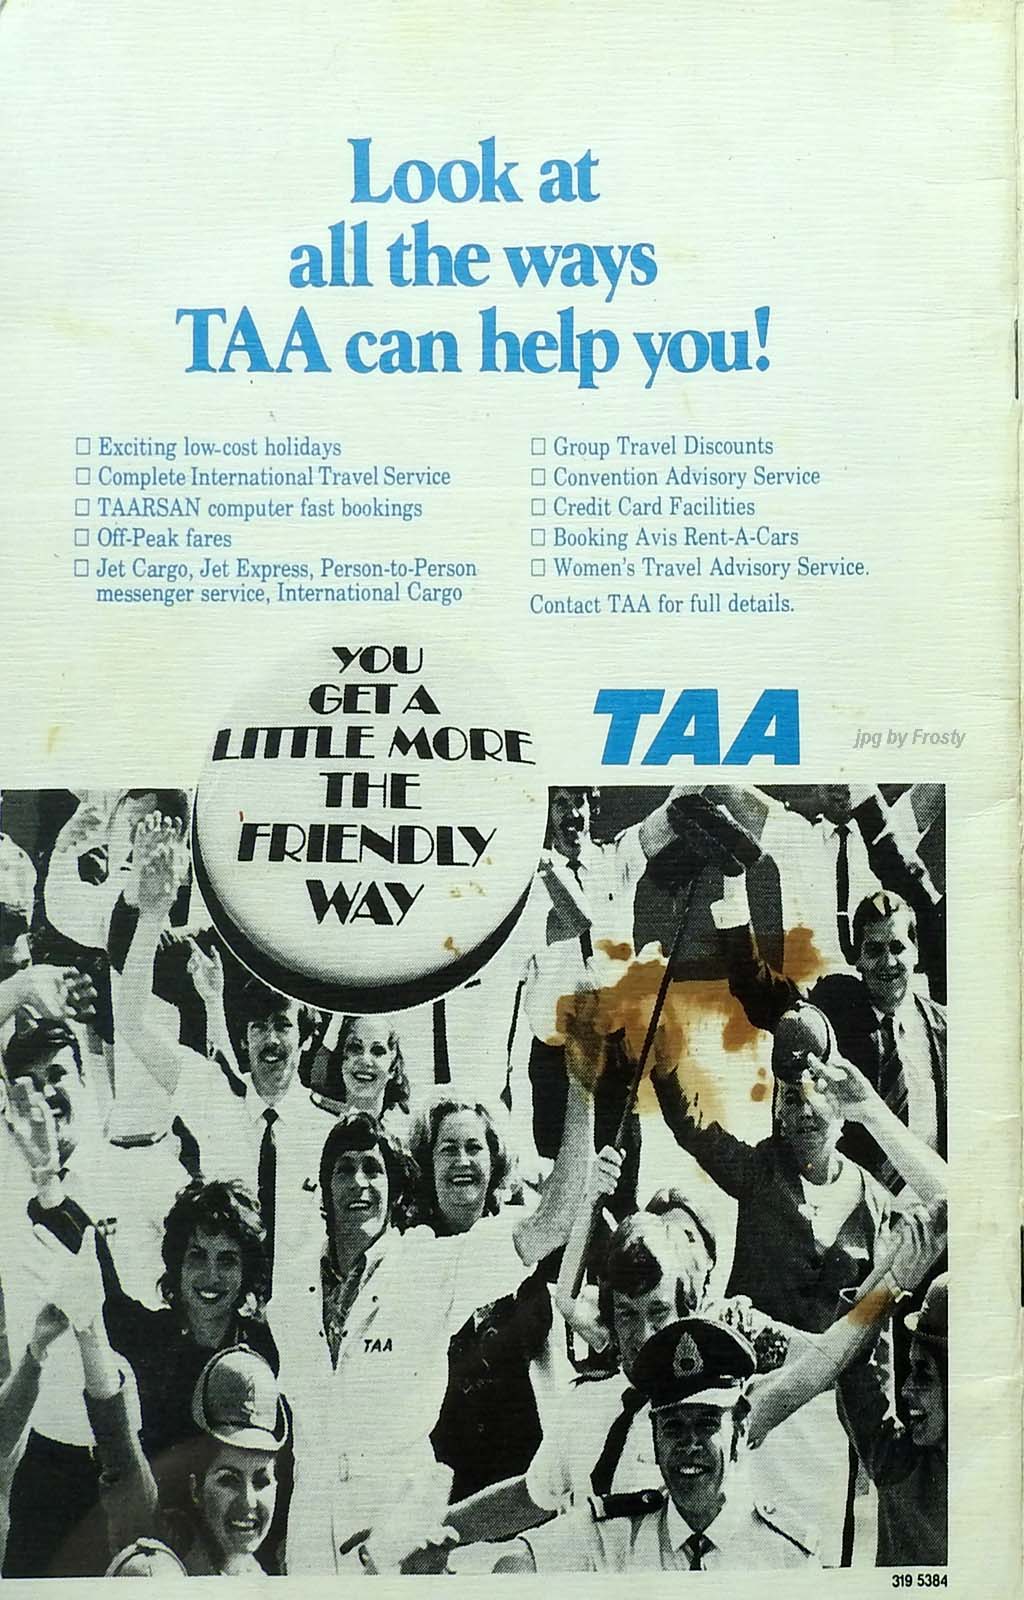 Look at
all the ways
TAA can help you!
□ Exciting low-cost holidays
□ Complete International Travel Service
□ TAARSAN computer fast bookings
□ Off-Peak fares
□ Jet Cargo, Jet Express, Person-to-Person
messenger service, International Cargo
□ Group Travel Discounts
□ Convention Advisory Service
□ Credit Card Facilities
□ Booking Avis Rent-A-Cars
□ Women's Travel Advisory Service.
Contact TAA for full details.
YOU
GET A
LITTLE MORE
THE
FRIENDLY
WAY
TAA
jpg by Frosty
TAA
319 5384